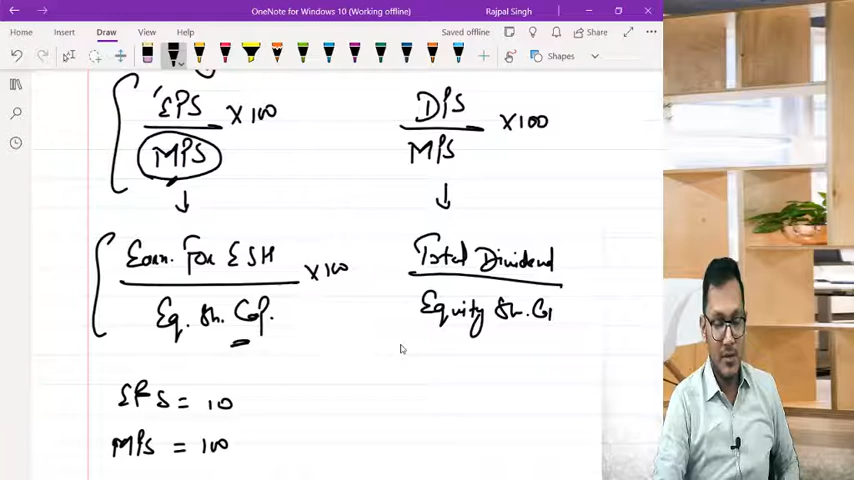 OneNote for Windows 10 (Working offline)
Rajpal Singh
Home Insert Draw View Help
Saved offline
Share
Shapes
EPS / MPS × 100
DPS / MPS × 100
Earn. For ESH / Eq. Sh. Cap. × 100
Total Dividend / Equity Sh. Ca
EPS = 10
MPS = 100